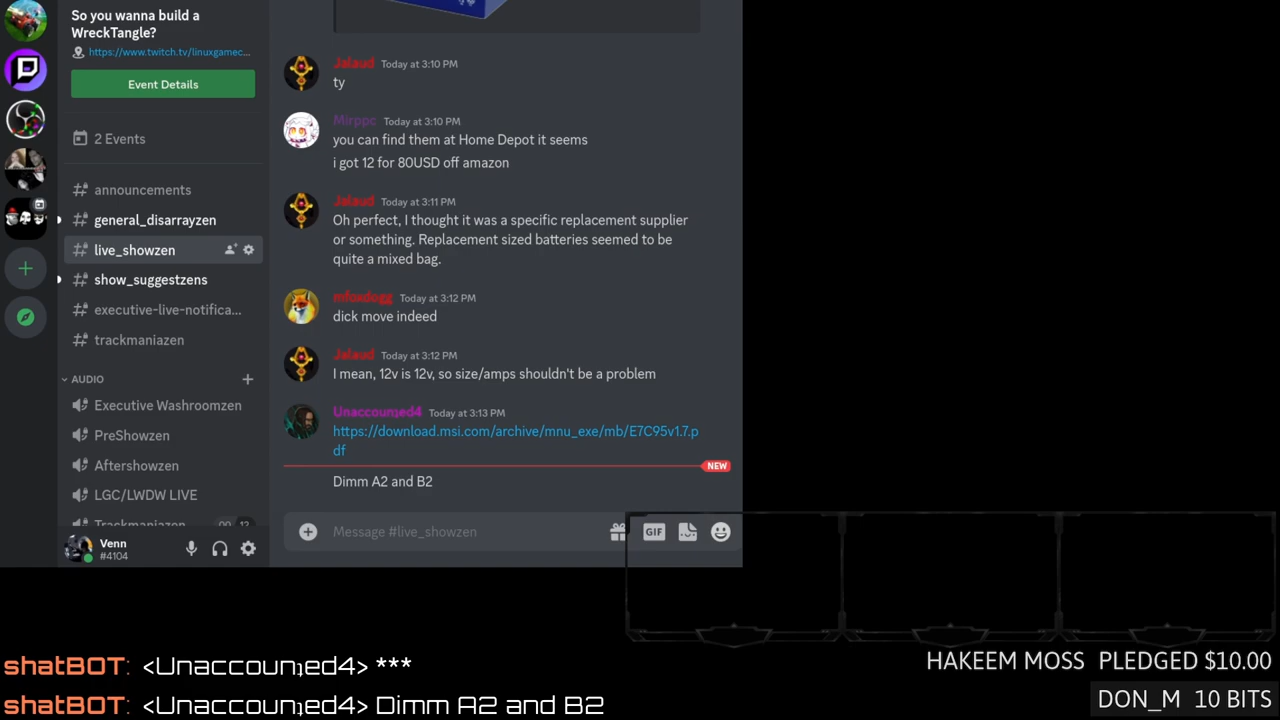 So you wanna build a
WreckTangle?
https://www.twitch.tv/linuxgamec...
Event Details
2 Events
announcements
general_disarrayzen
live_showzen
show_suggestzens
executive-live-notifica...
trackmaniazen
AUDIO
Executive Washroomzen
PreShowzen
Aftershowzen
LGC/LWDW LIVE
Trackmaniazen 00 12
Venn
#4104
Jalaud Today at 3:10 PM
ty
Mirppc Today at 3:10 PM
you can find them at Home Depot it seems
i got 12 for 80USD off amazon
Jalaud Today at 3:11 PM
Oh perfect, I thought it was a specific replacement supplier
or something. Replacement sized batteries seemed to be
quite a mixed bag.
mfoxdogg Today at 3:12 PM
dick move indeed
Jalaud Today at 3:12 PM
I mean, 12v is 12v, so size/amps shouldn't be a problem
Unaccounɟed4 Today at 3:13 PM
https://download.msi.com/archive/mnu_exe/mb/E7C95v1.7.p
df
NEW
Dimm A2 and B2
Message #live_showzen
GIF
shatBOT: <Unaccounɟed4> ***
shatBOT: <Unaccounɟed4> Dimm A2 and B2
HAKEEM MOSS PLEDGED $10.00
DON_M 10 BITS